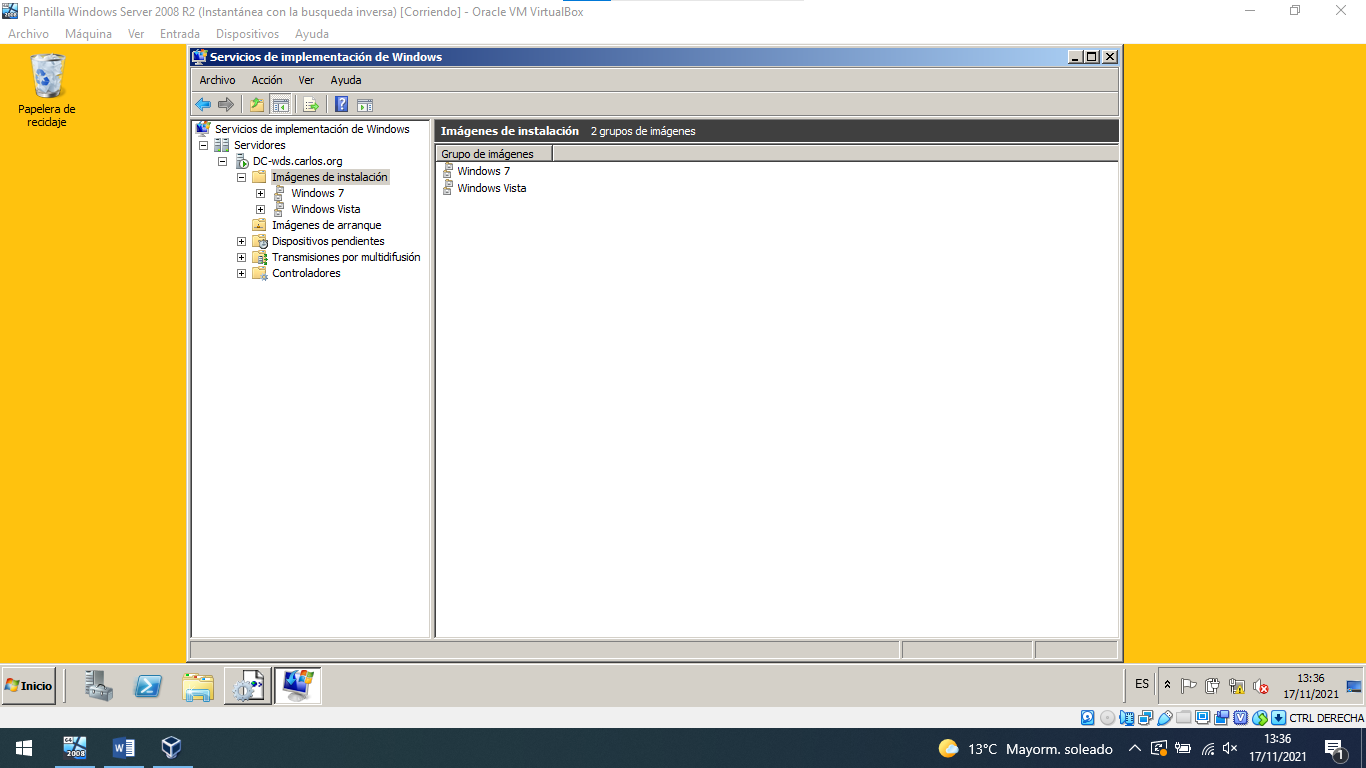 Plantilla Windows Server 2008 R2 (Instantánea con la busqueda inversa) [Corriendo] - Oracle VM VirtualBox
Archivo Máquina Ver Entrada Dispositivos Ayuda
Papelera de
reciclaje
Servicios de implementación de Windows
Archivo Acción Ver Ayuda
Servicios de implementación de Windows
Servidores
DC-wds.carlos.org
Imágenes de instalación
Windows 7
Windows Vista
Imágenes de arranque
Dispositivos pendientes
Transmisiones por multidifusión
Controladores
Imágenes de instalación 2 grupos de imágenes
Grupo de imágenes
Windows 7
Windows Vista
Inicio
ES
13:36
17/11/2021
CTRL DERECHA
2008
13°C Mayorm. soleado
13:36
17/11/2021
1